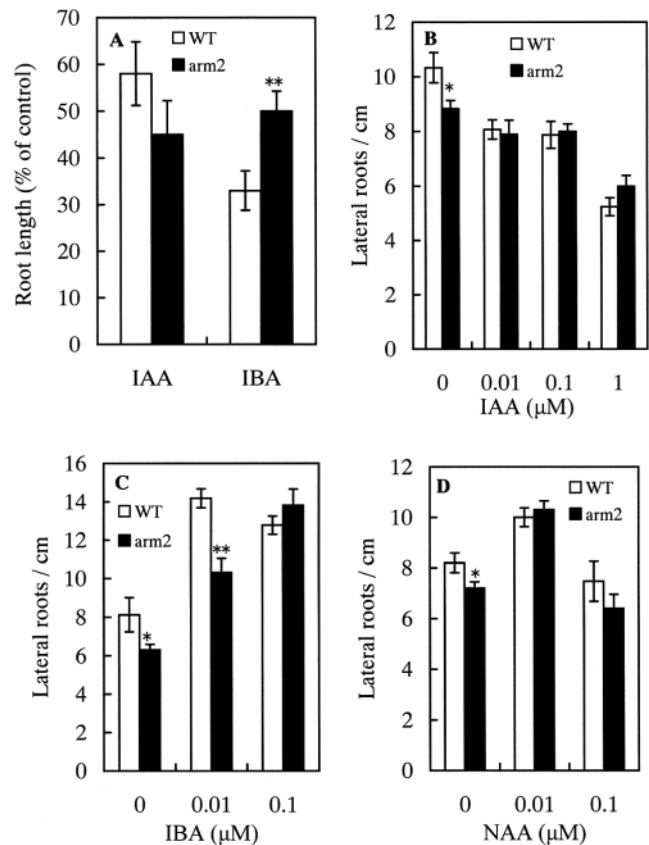 A
WT
arm2
**
Root length (% of control)
70
60
50
40
30
20
10
0
IAA IBA
B
WT
arm2
*
Lateral roots / cm
12
10
8
6
4
2
0
0 0.01 0.1 1
IAA (µM)
C
WT
arm2
*
**
Lateral roots / cm
16
14
12
10
8
6
4
2
0
0 0.01 0.1
IBA (µM)
D
WT
arm2
*
Lateral roots / cm
12
10
8
6
4
2
0
0 0.01 0.1
NAA (µM)